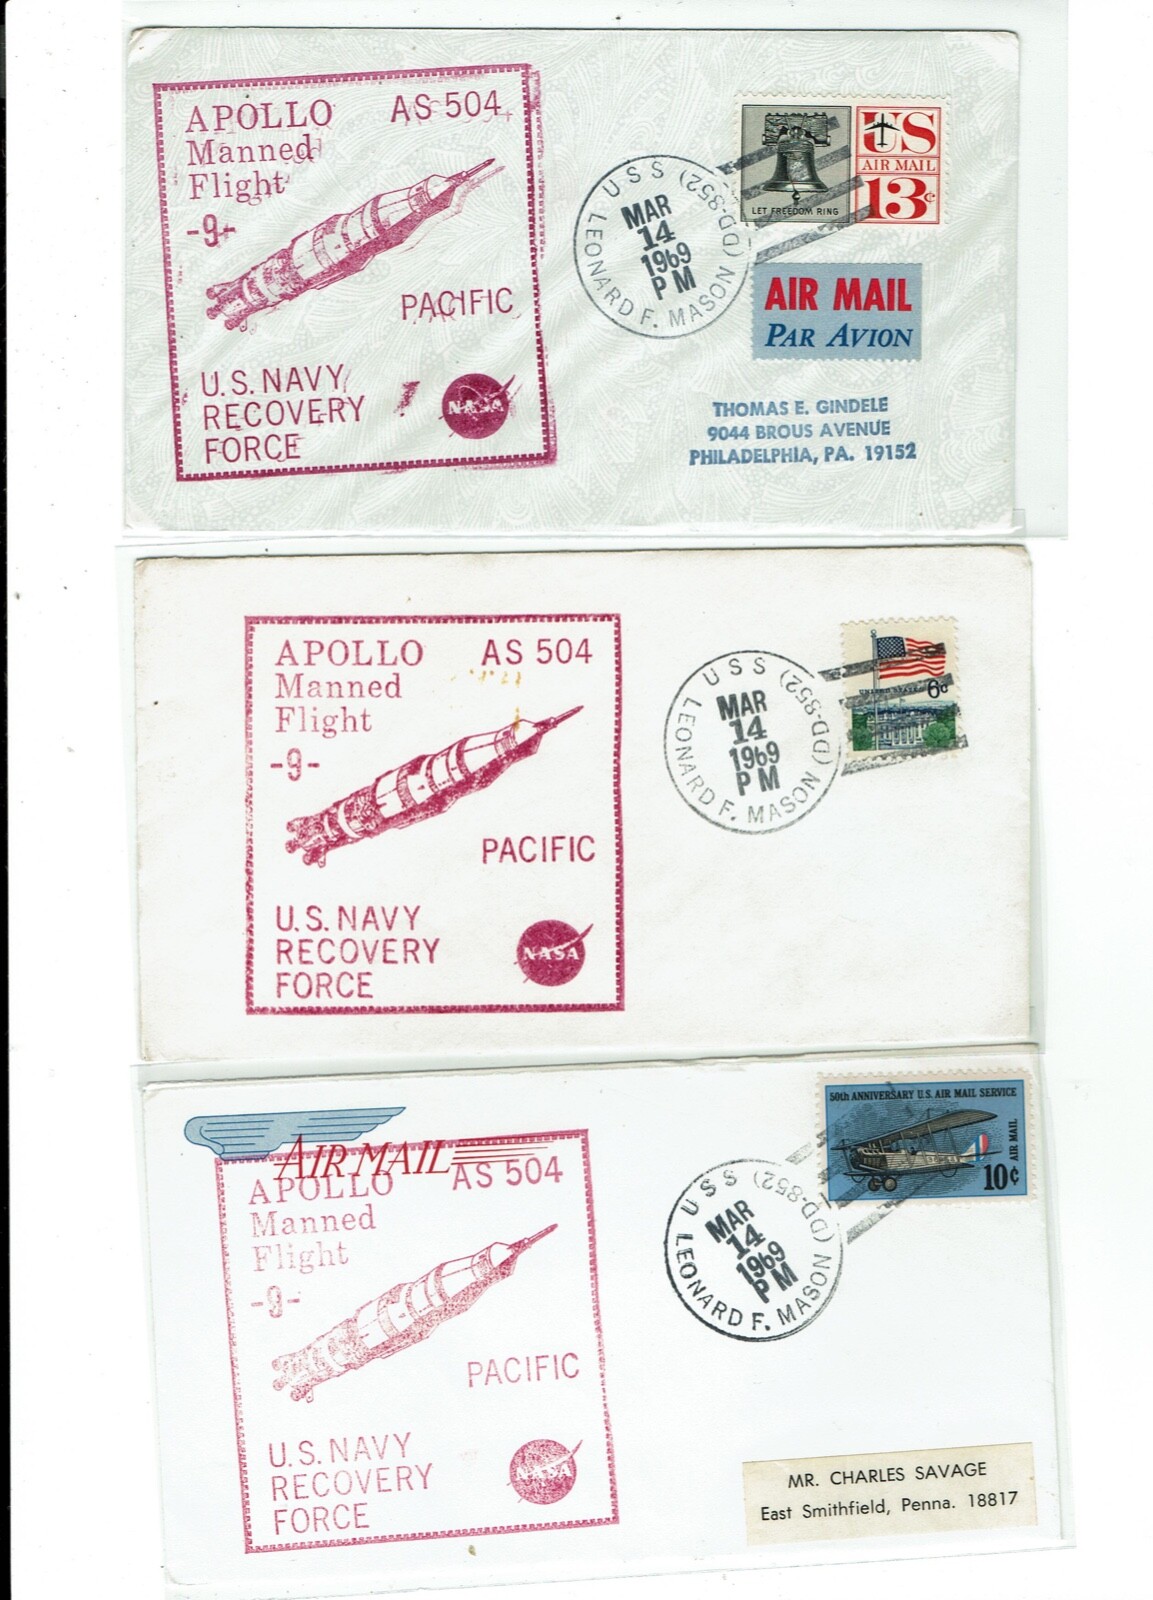 APOLLO AS 504
Manned
Flight
-9-
PACIFIC
U.S. NAVY
RECOVERY
FORCE
NASA
USS LEONARD F. MASON (DD-852)
MAR
14
1969
PM
LET FREEDOM RING
US
AIR MAIL
13c
AIR MAIL
PAR AVION
THOMAS E. GINDELE
9044 BROUS AVENUE
PHILADELPHIA, PA. 19152
APOLLO AS 504
Manned
Flight
-9-
PACIFIC
U.S. NAVY
RECOVERY
FORCE
NASA
USS LEONARD F. MASON (DD-852)
MAR
14
1969
PM
UNITED STATES 6c
AIR MAIL
APOLLO AS 504
Manned
Flight
-9-
PACIFIC
U.S. NAVY
RECOVERY
FORCE
NASA
USS LEONARD F. MASON (DD-852)
MAR
14
1969
PM
50th ANNIVERSARY U.S. AIR MAIL SERVICE
AIR MAIL
10¢
MR. CHARLES SAVAGE
East Smithfield, Penna. 18817